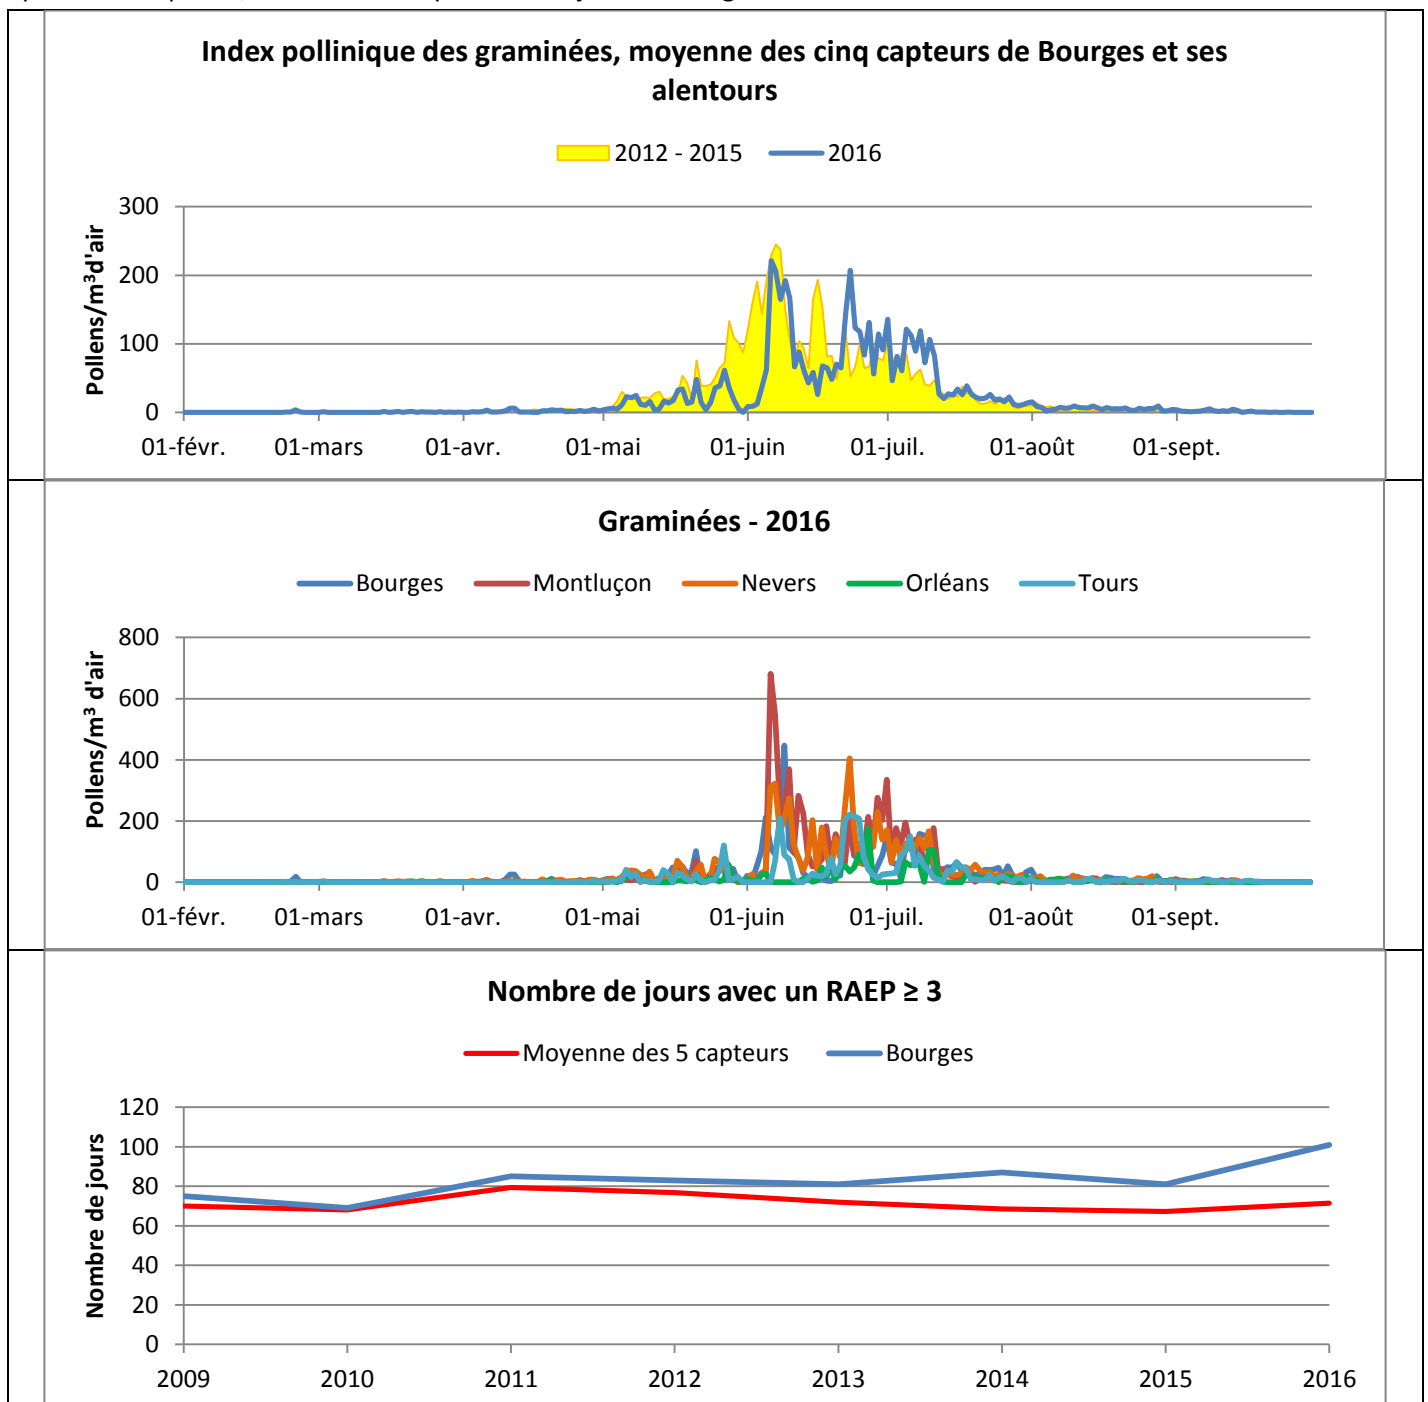 Index pollinique des graminées, moyenne des cinq capteurs de Bourges et ses
alentours
2012 - 2015 2016
Pollens/m³d'air
300
200
100
0
01-févr. 01-mars 01-avr. 01-mai 01-juin 01-juil. 01-août 01-sept.
Graminées - 2016
Bourges Montluçon Nevers Orléans Tours
Pollens/m³ d'air
800
600
400
200
0
01-févr. 01-mars 01-avr. 01-mai 01-juin 01-juil. 01-août 01-sept.
Nombre de jours avec un RAEP ≥ 3
Moyenne des 5 capteurs Bourges
Nombre de jours
120
100
80
60
40
20
0
2009 2010 2011 2012 2013 2014 2015 2016